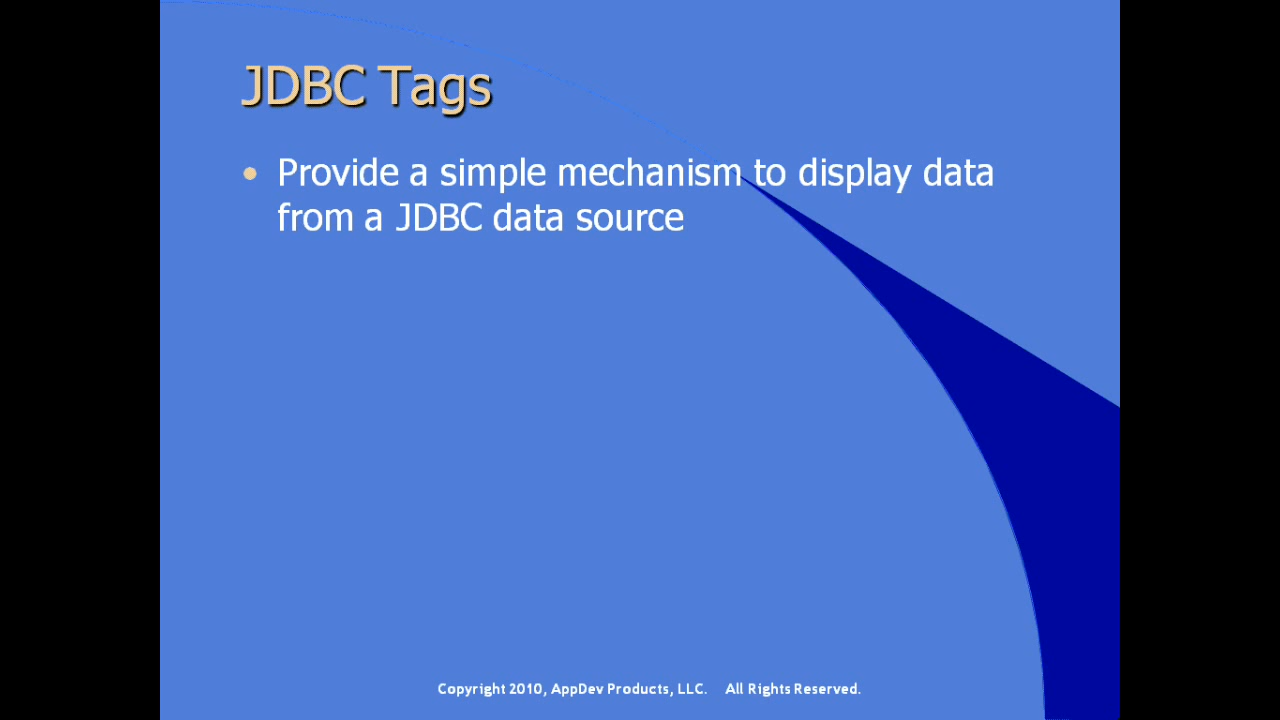 JDBC Tags
• Provide a simple mechanism to display data
from a JDBC data source
Copyright 2010, AppDev Products, LLC. All Rights Reserved.